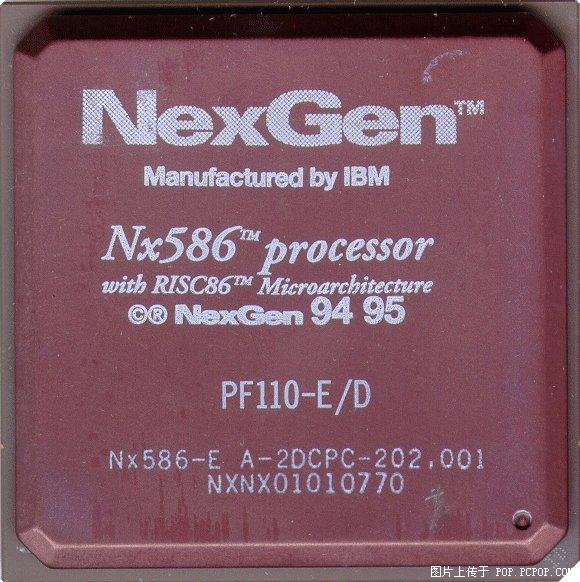 NexGen™
Manufactured by IBM
Nx586™ processor
with RISC86™ Microarchitecture
©® NexGen 94 95
PF110-E/D
Nx586-E A-2DCPC-202.001
NXNX01010770
图片上传于 POP.PCPOP.COM